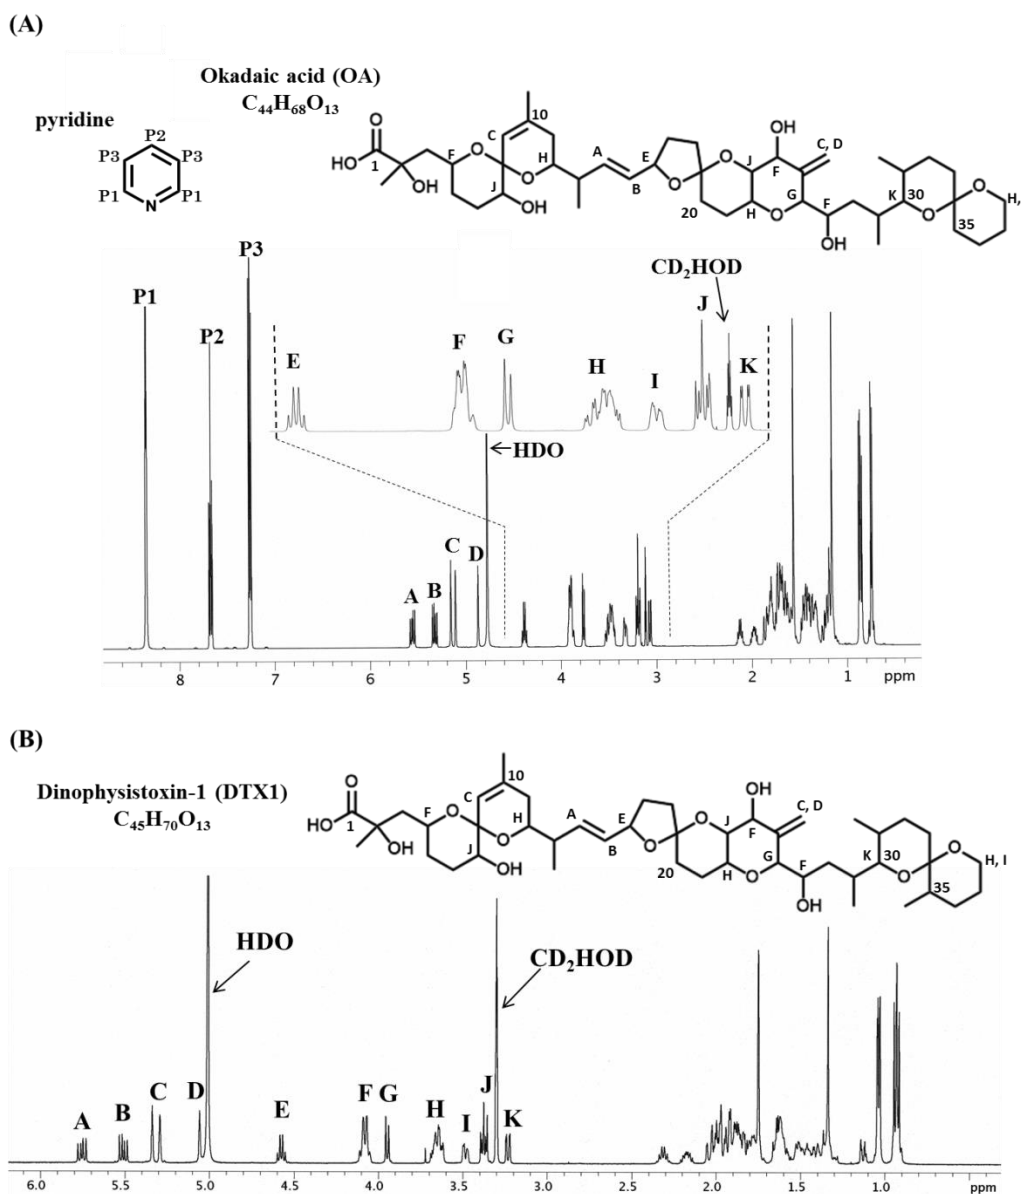 (A)
Okadaic acid (OA)
C44H68O13
pyridine
P2
P3 P3
P1 P1
N
O
HO 1 OH
F O C 10
O H
J OH
A B E O
20 O J OH F C, D
H O G F OH
K 30 O 35 O H,
CD2HOD
P1 P2 P3
E F G H I J K
HDO
A B C D
8 7 6 5 4 3 2 1 ppm
(B)
Dinophysistoxin-1 (DTX1)
C45H70O13
O
HO 1 OH
F O C 10
O H
J OH
A B E O
20 O J OH F C, D
H O G F OH
K 30 O 35 O H, I
HDO
CD2HOD
A B C D E F G H I J K
6.0 5.5 5.0 4.5 4.0 3.5 3.0 2.5 2.0 1.5 1.0 ppm